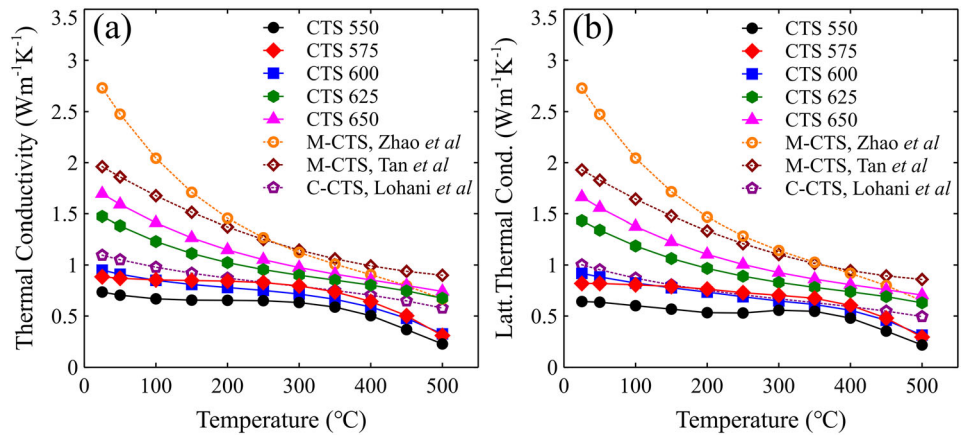 (a)
3.5
3
2.5
2
1.5
1
0.5
0
0
100
200
300
400
500
Thermal Conductivity (Wm⁻¹K⁻¹)
Temperature (°C)
CTS 550
CTS 575
CTS 600
CTS 625
CTS 650
M-CTS, Zhao et al
M-CTS, Tan et al
C-CTS, Lohani et al
(b)
3.5
3
2.5
2
1.5
1
0.5
0
0
100
200
300
400
500
Latt.Thermal Cond. (Wm⁻¹K⁻¹)
Temperature (°C)
CTS 550
CTS 575
CTS 600
CTS 625
CTS 650
M-CTS, Zhao et al
M-CTS, Tan et al
C-CTS, Lohani et al